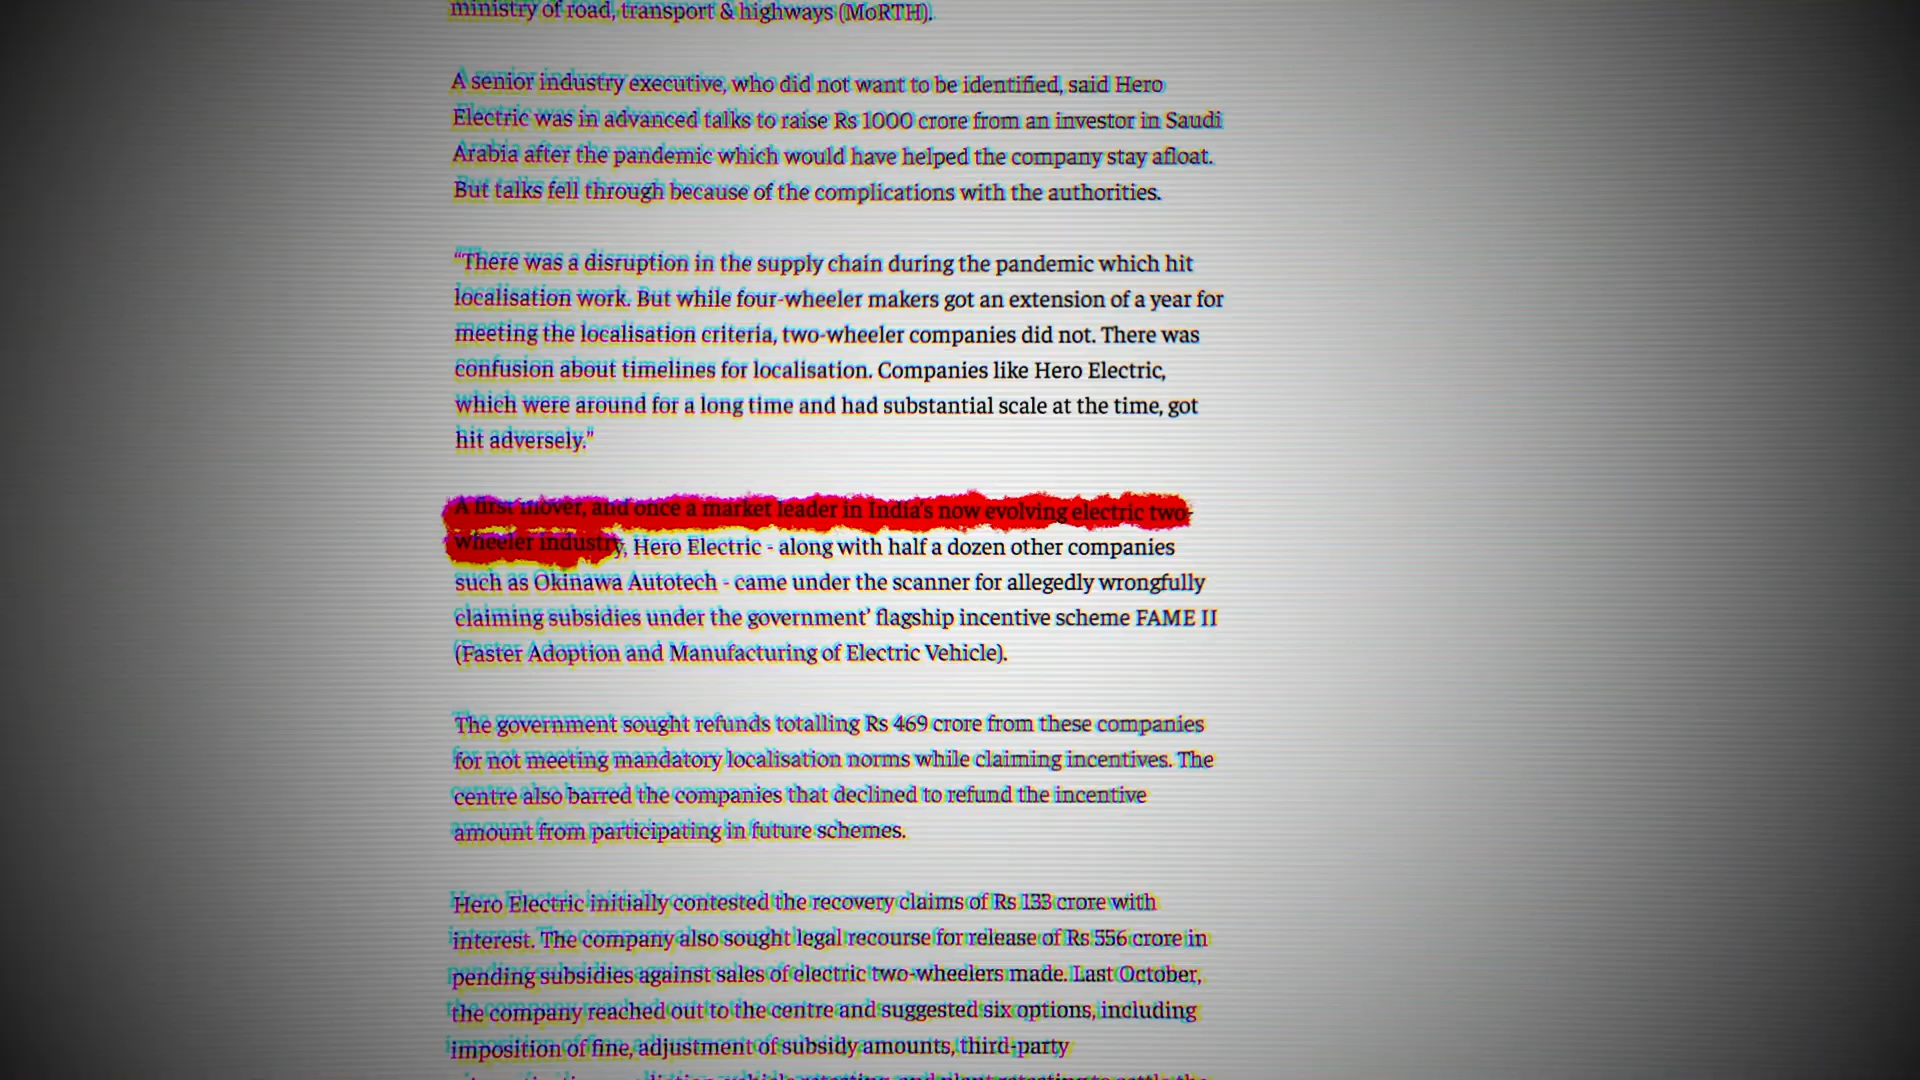 ministry of road, transport & highways (MoRTH).
A senior industry executive, who did not want to be identified, said Hero
Electric was in advanced talks to raise Rs 1000 crore from an investor in Saudi
Arabia after the pandemic which would have helped the company stay afloat.
But talks fell through because of the complications with the authorities.
“There was a disruption in the supply chain during the pandemic which hit
localisation work. But while four-wheeler makers got an extension of a year for
meeting the localisation criteria, two-wheeler companies did not. There was
confusion about timelines for localisation. Companies like Hero Electric,
which were around for a long time and had substantial scale at the time, got
hit adversely.”
A first mover, and once a market leader in India’s now evolving electric two-
wheeler industry, Hero Electric - along with half a dozen other companies
such as Okinawa Autotech - came under the scanner for allegedly wrongfully
claiming subsidies under the government’ flagship incentive scheme FAME II
(Faster Adoption and Manufacturing of Electric Vehicle).
The government sought refunds totalling Rs 469 crore from these companies
for not meeting mandatory localisation norms while claiming incentives. The
centre also barred the companies that declined to refund the incentive
amount from participating in future schemes.
Hero Electric initially contested the recovery claims of Rs 133 crore with
interest. The company also sought legal recourse for release of Rs 556 crore in
pending subsidies against sales of electric two-wheelers made. Last October,
the company reached out to the centre and suggested six options, including
imposition of fine, adjustment of subsidy amounts, third-party